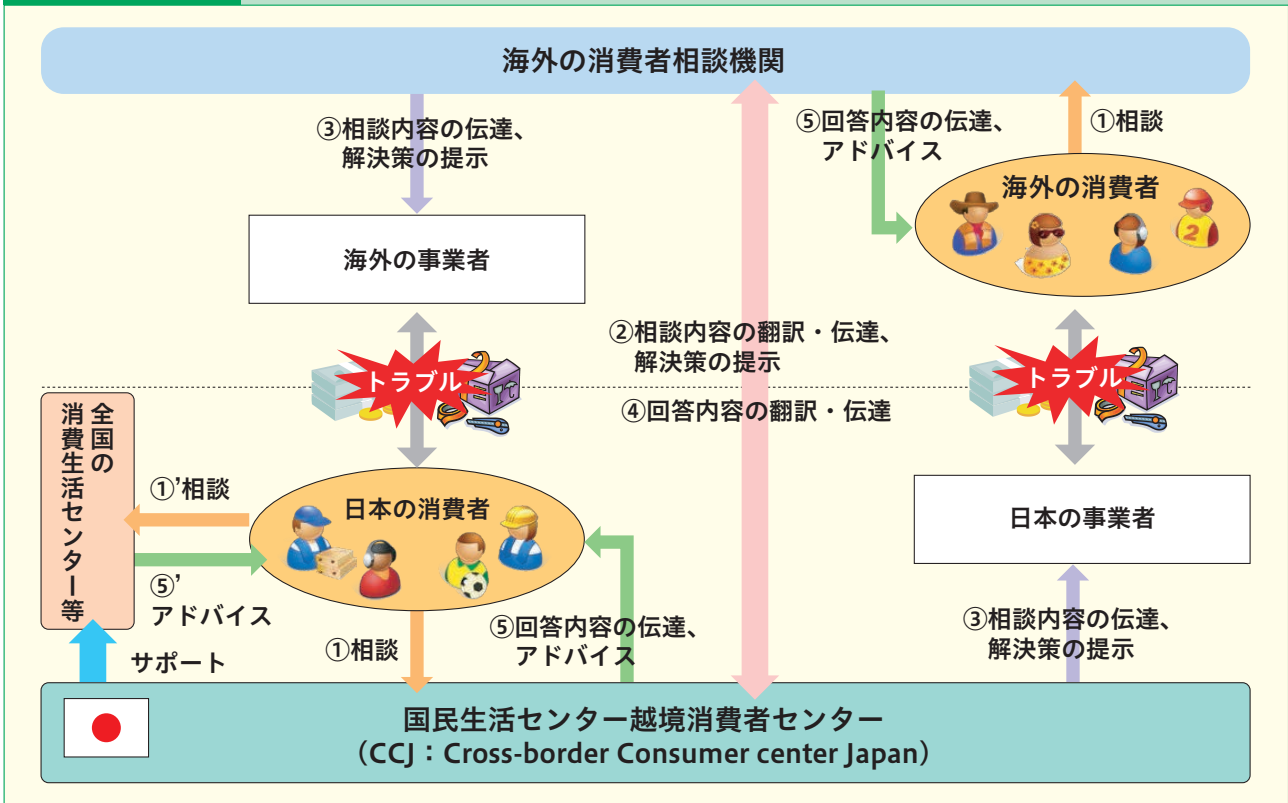 海外の消費者相談機関
③相談内容の伝達、
解決策の提示
⑤回答内容の伝達、
アドバイス
①相談
海外の消費者
2
海外の事業者
②相談内容の翻訳・伝達、
解決策の提示
トラブル
トラブル
④回答内容の翻訳・伝達
全国の
消費生活センター等
①’相談
日本の消費者
日本の事業者
⑤’
アドバイス
①相談
⑤回答内容の伝達、
アドバイス
③相談内容の伝達、
解決策の提示
サポート
国民生活センター越境消費者センター
（CCJ：Cross-border Consumer center Japan）